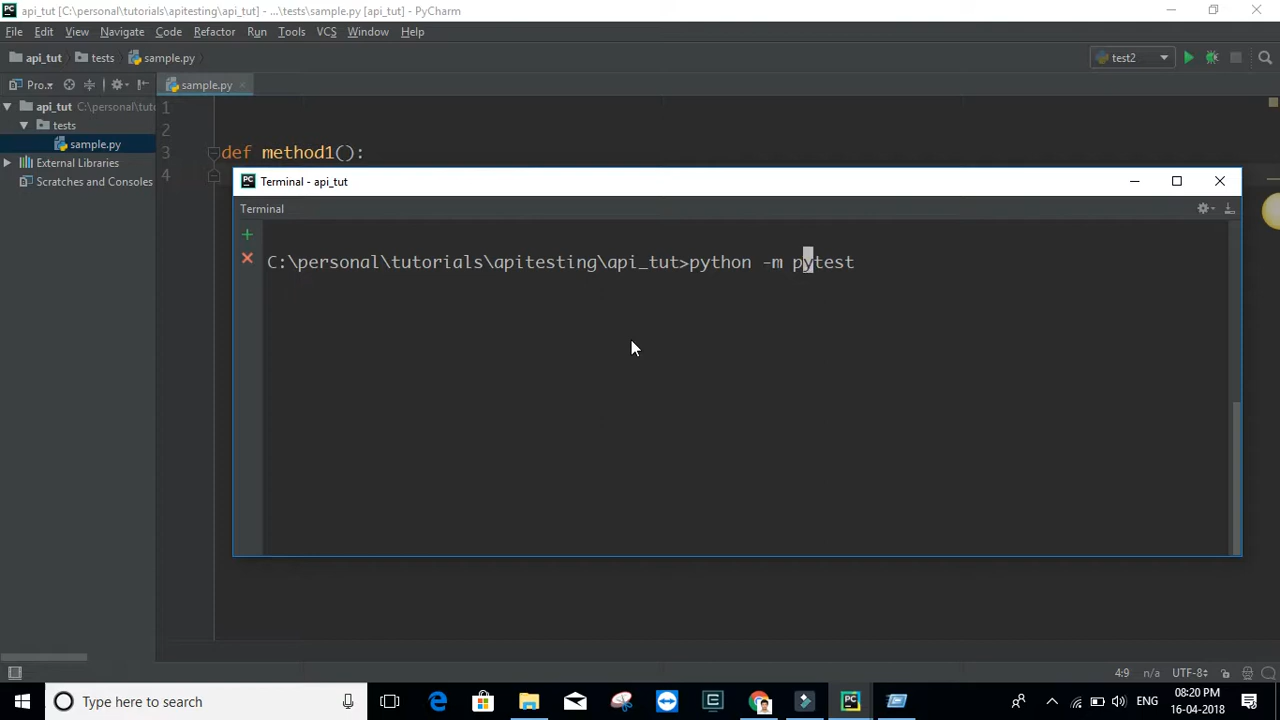 api_tut [C:\personal\tutorials\apitesting\api_tut] - ...\tests\sample.py [api_tut] - PyCharm
File Edit View Navigate Code Refactor Run Tools VCS Window Help
api_tut tests sample.py test2
Pro... sample.py
api_tut C:\personal\tuto
tests
sample.py
External Libraries
Scratches and Consoles
1
2
3 def method1():
4
Terminal - api_tut
Terminal
C:\personal\tutorials\apitesting\api_tut>python -m pytest
4:9 n/a UTF-8
Type here to search
ENG
08:20 PM
16-04-2018